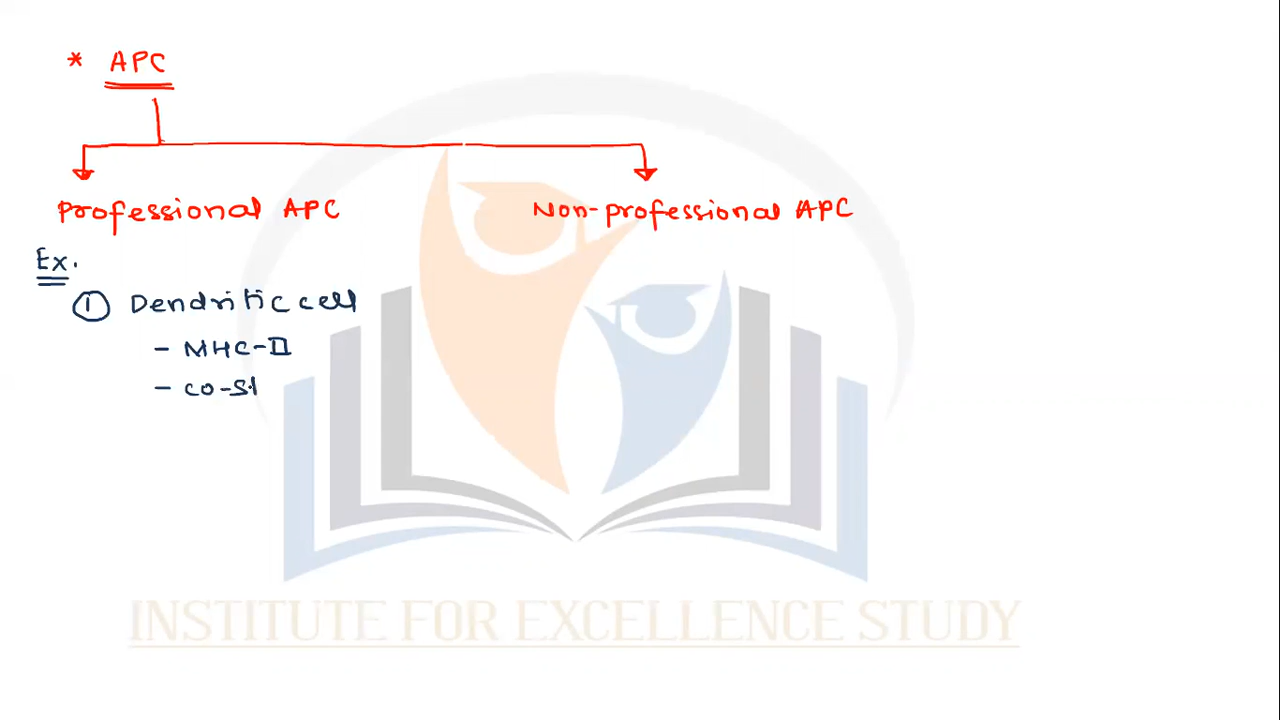 * APC
Professional APC
Non-professional APC
Ex.
① Dendritic cell
- MHC-II
- co-st
INSTITUTE FOR EXCELLENCE STUDY